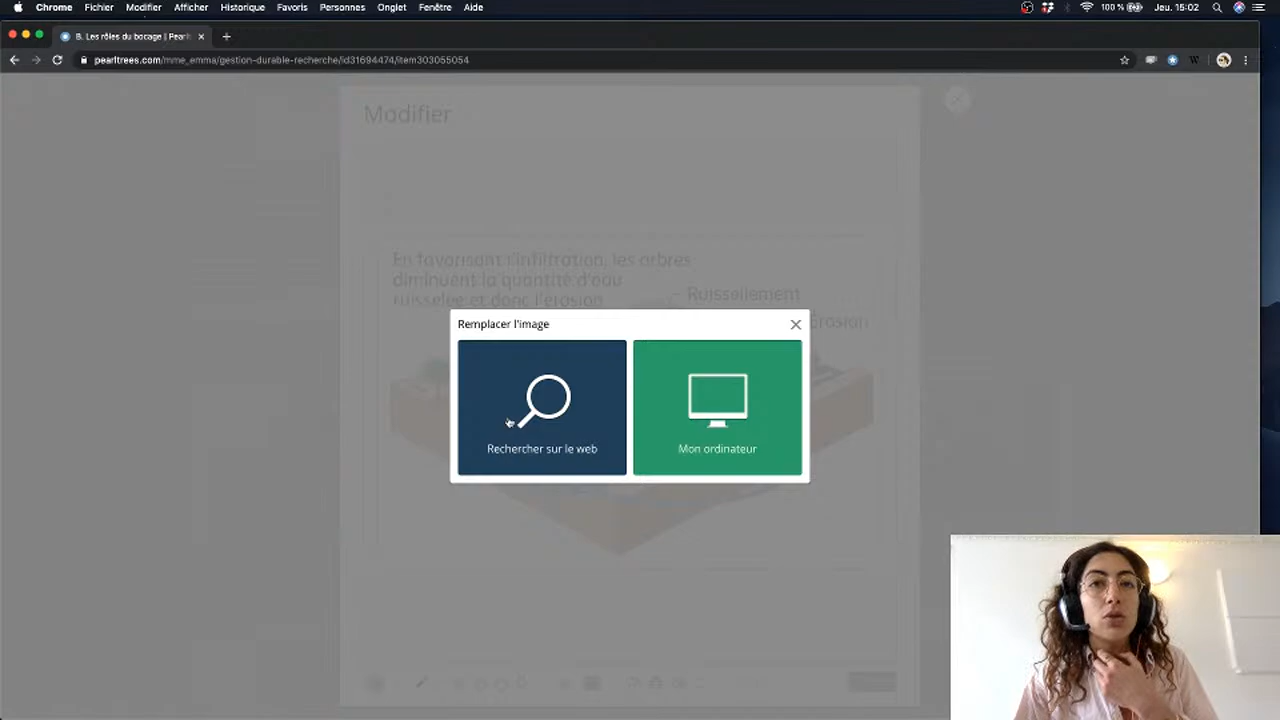 Chrome Fichier Modifier Afficher Historique Favoris Personnes Onglet Fenêtre Aide 100 % Jeu. 15:02
B. Les rôles du bocage | Pearltr
pearltrees.com/mme_emma/gestion-durable-recherche/id31694474/item303055054
Modifier
En favorisant l'infiltration, les arbres
diminuent la quantité d'eau
ruisselée et donc l'érosion
- Ruissellement
érosion
Remplacer l'image
Rechercher sur le web
Mon ordinateur